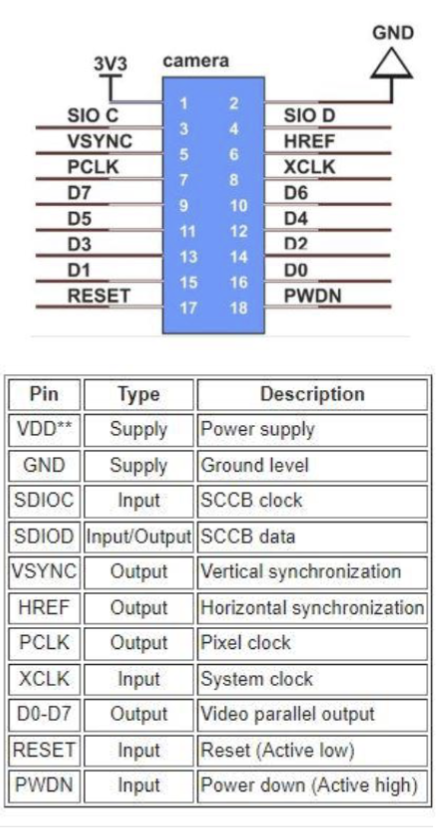 GND
3V3 camera
1 2
SIO C 3 4 SIO D
VSYNC 5 6 HREF
PCLK 7 8 XCLK
D7 9 10 D6
D5 11 12 D4
D3 13 14 D2
D1 15 16 D0
RESET 17 18 PWDN
Pin Type Description
VDD** Supply Power supply
GND Supply Ground level
SDIOC Input SCCB clock
SDIOD Input/Output SCCB data
VSYNC Output Vertical synchronization
HREF Output Horizontal synchronization
PCLK Output Pixel clock
XCLK Input System clock
D0-D7 Output Video parallel output
RESET Input Reset (Active low)
PWDN Input Power down (Active high)